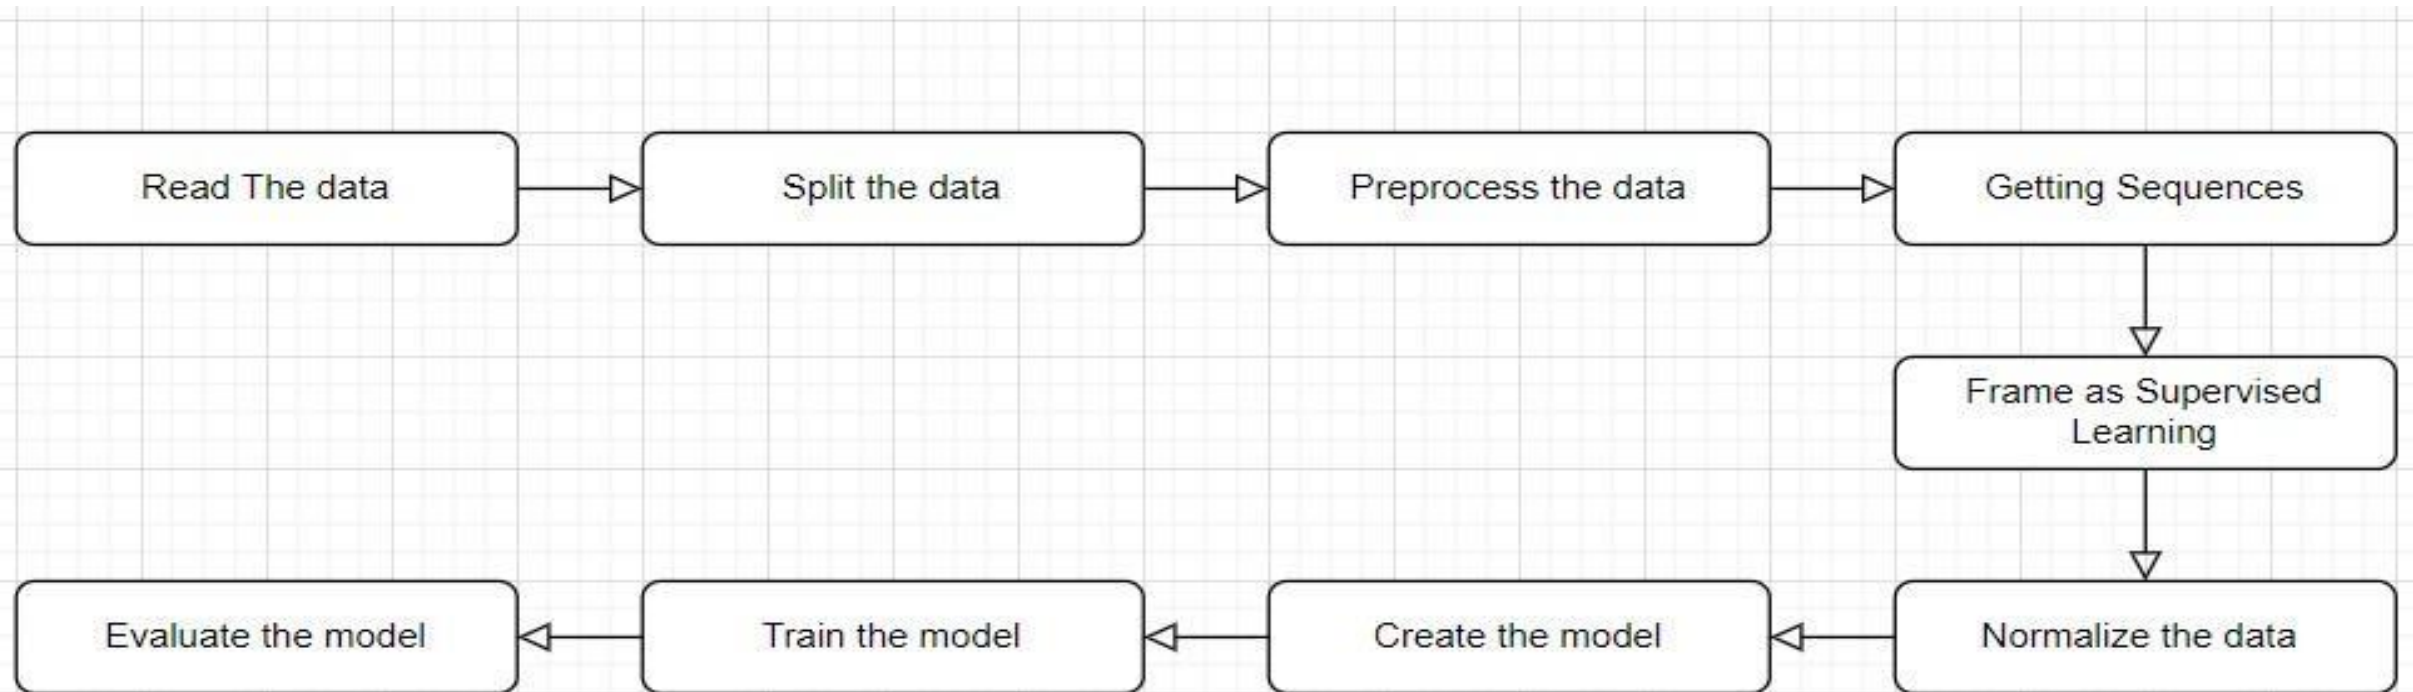 Read The data
Split the data
Preprocess the data
Getting Sequences
Frame as Supervised
Learning
Normalize the data
Create the model
Train the model
Evaluate the model